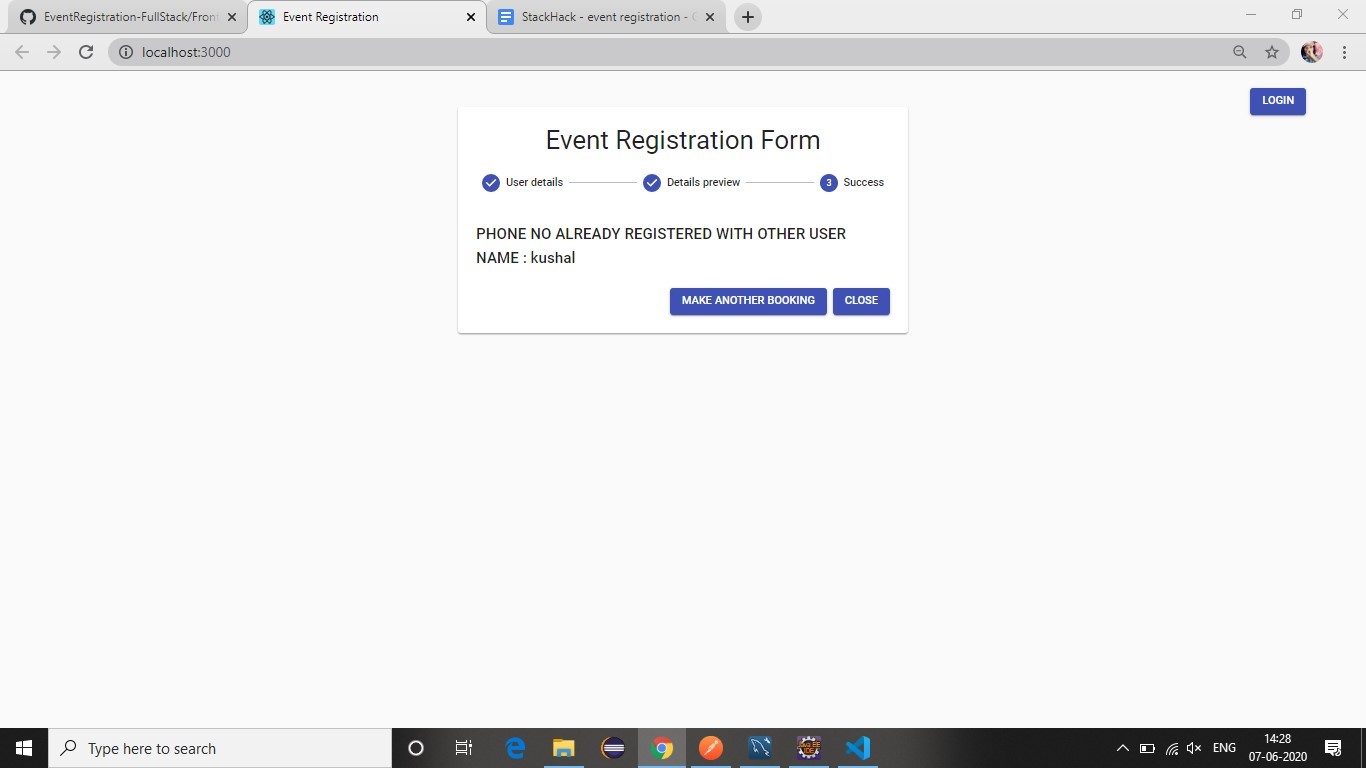 EventRegistration-FullStack/Front
Event Registration
StackHack - event registration -
localhost:3000
LOGIN
Event Registration Form
User details
Details preview
3 Success
PHONE NO ALREADY REGISTERED WITH OTHER USER
NAME : kushal
MAKE ANOTHER BOOKING
CLOSE
Type here to search
ENG
14:28
07-06-2020